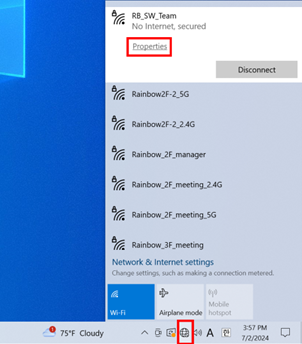 RB_SW_Team
No Internet, secured
Properties
Disconnect
Rainbow2F-2_5G
Rainbow2F-2_2.4G
Rainbow_2F_manager
Rainbow_2F_meeting_2.4G
Rainbow_2F_meeting_5G
Rainbow_3F_meeting
Network & Internet settings
Change settings, such as making a connection metered.
Wi-Fi
Airplane mode
Mobile
hotspot
75°F Cloudy
A
3:57 PM
7/2/2024